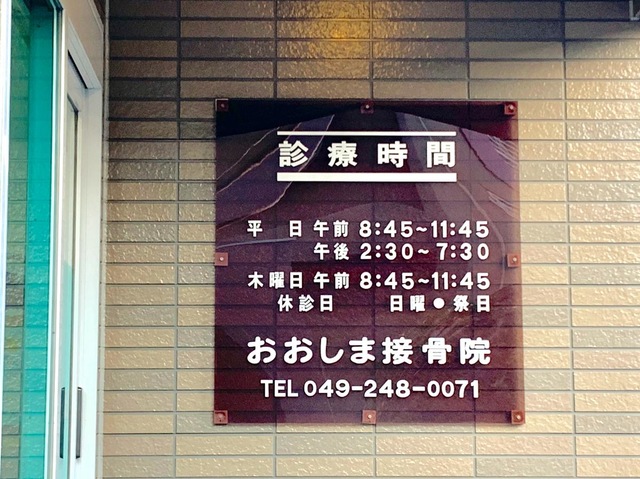 診療時間
平 日 午前 8:45~11:45
午後 2:30~7:30
木曜日 午前 8:45~11:45
休診日 日曜●祭日
おおしま接骨院
TEL 049-248-0071